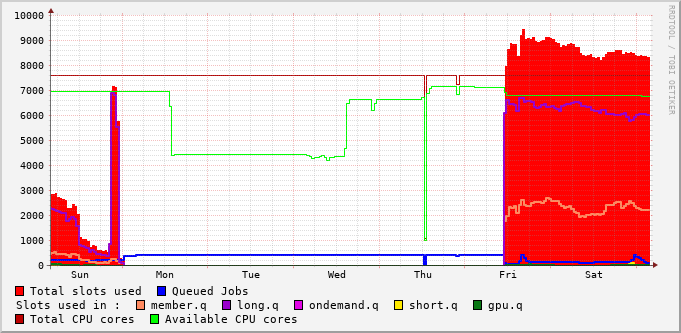 10000
9000
8000
7000
6000
5000
4000
3000
2000
1000
0
Sun Mon Tue Wed Thu Fri Sat
RRDTOOL / TOBI OETIKER
Total slots used Queued Jobs
Slots used in : member.q long.q ondemand.q short.q gpu.q
Total CPU cores Available CPU cores